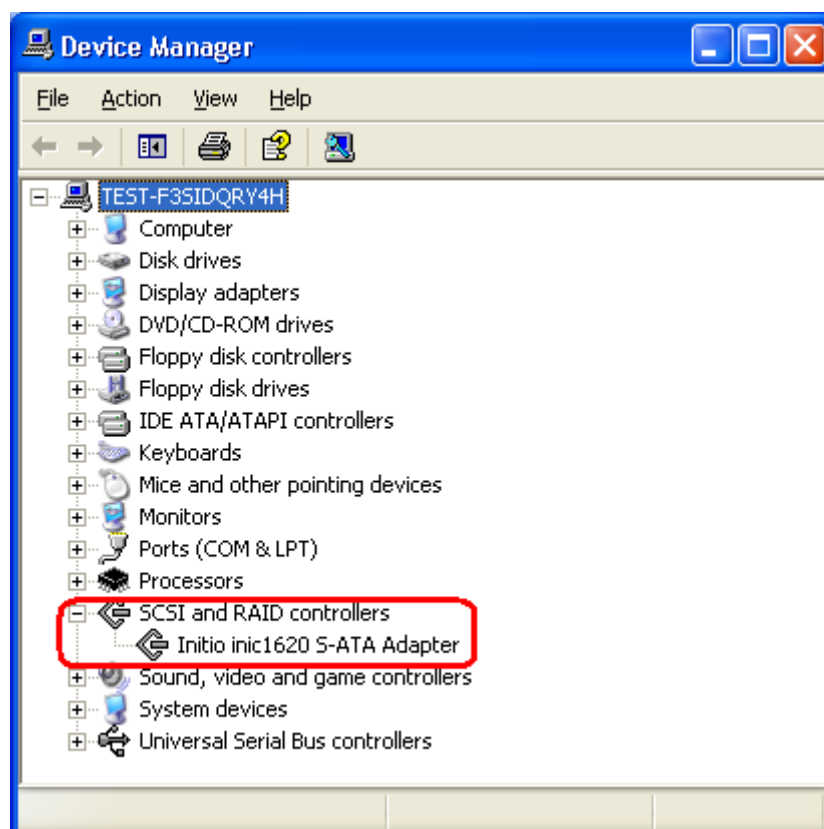 Device Manager
File Action View Help
TEST-F3SIDQRY4H
Computer
Disk drives
Display adapters
DVD/CD-ROM drives
Floppy disk controllers
Floppy disk drives
IDE ATA/ATAPI controllers
Keyboards
Mice and other pointing devices
Monitors
Ports (COM & LPT)
Processors
SCSI and RAID controllers
Initio inic1620 S-ATA Adapter
Sound, video and game controllers
System devices
Universal Serial Bus controllers